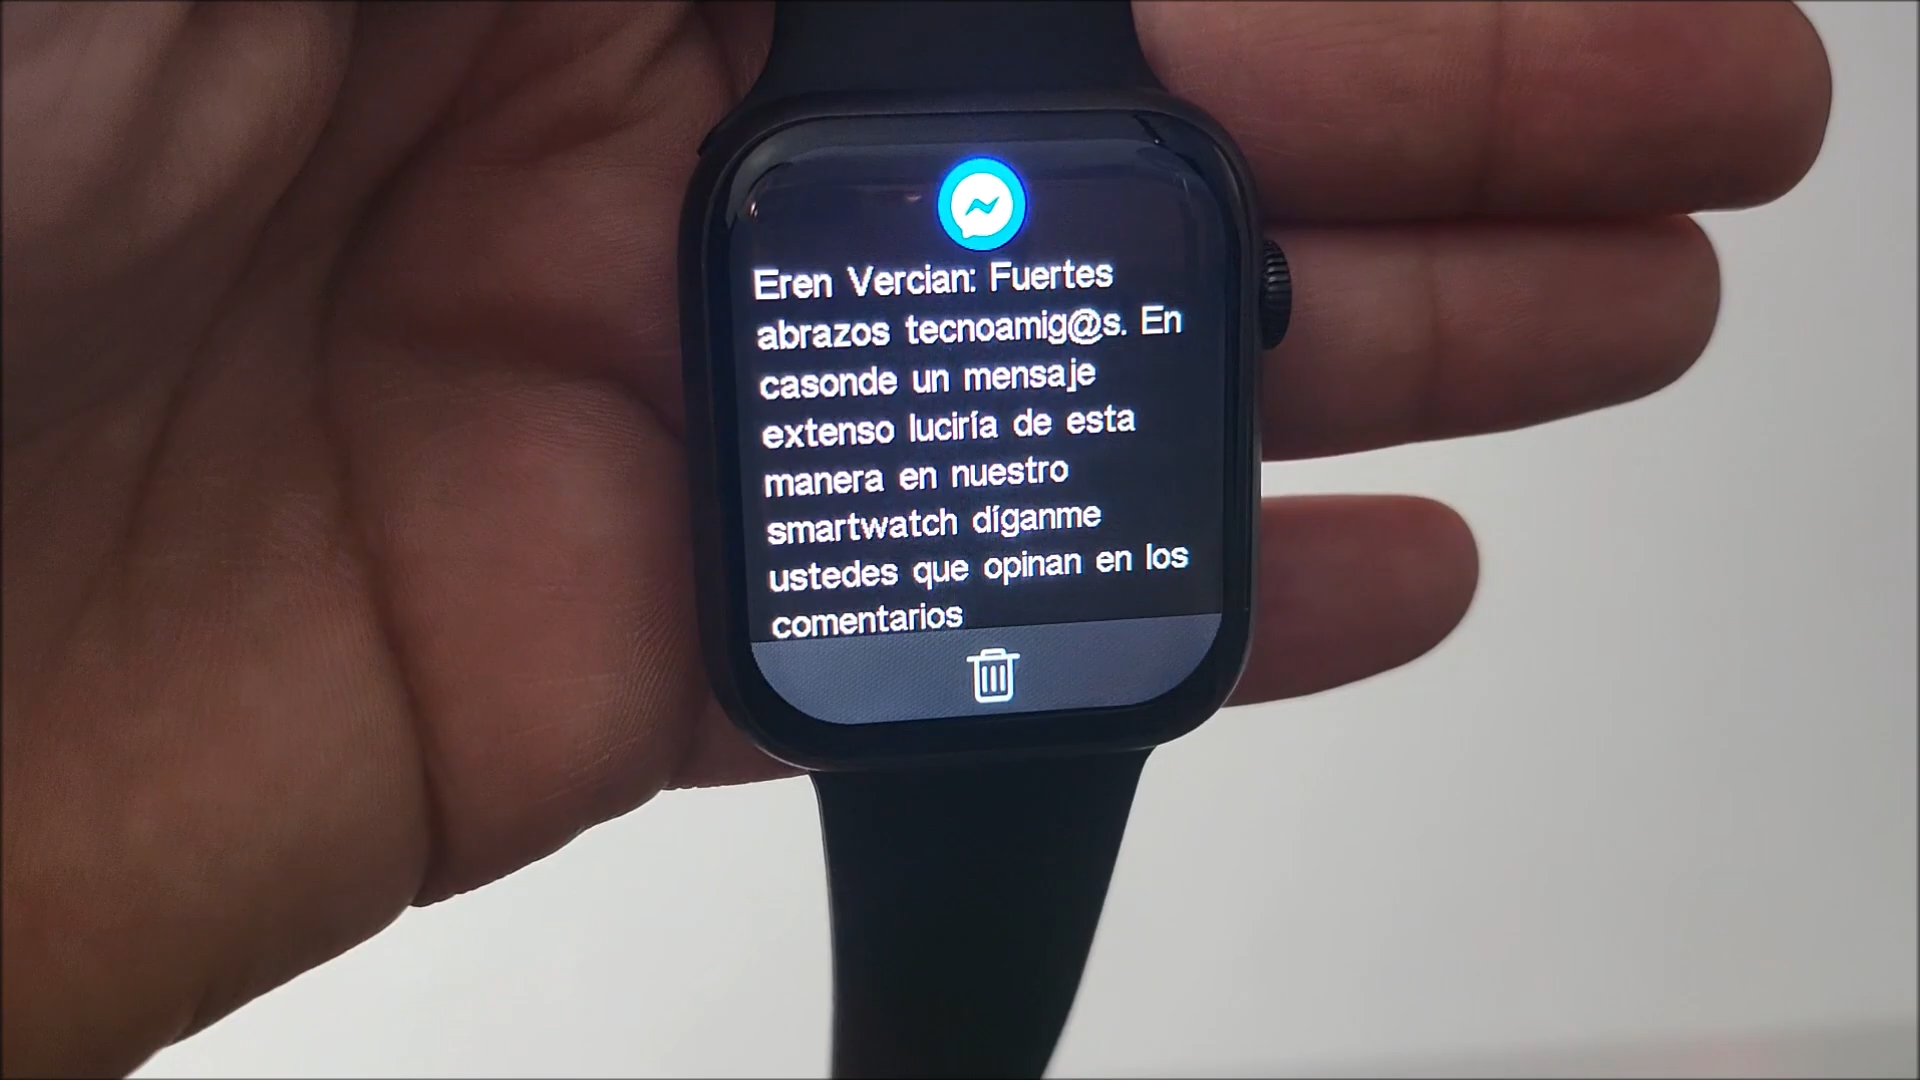 Eren Vercian: Fuertes
abrazos tecnoamig@s. En
casonde un mensaje
extenso luciría de esta
manera en nuestro
smartwatch díganme
ustedes que opinan en los
comentarios